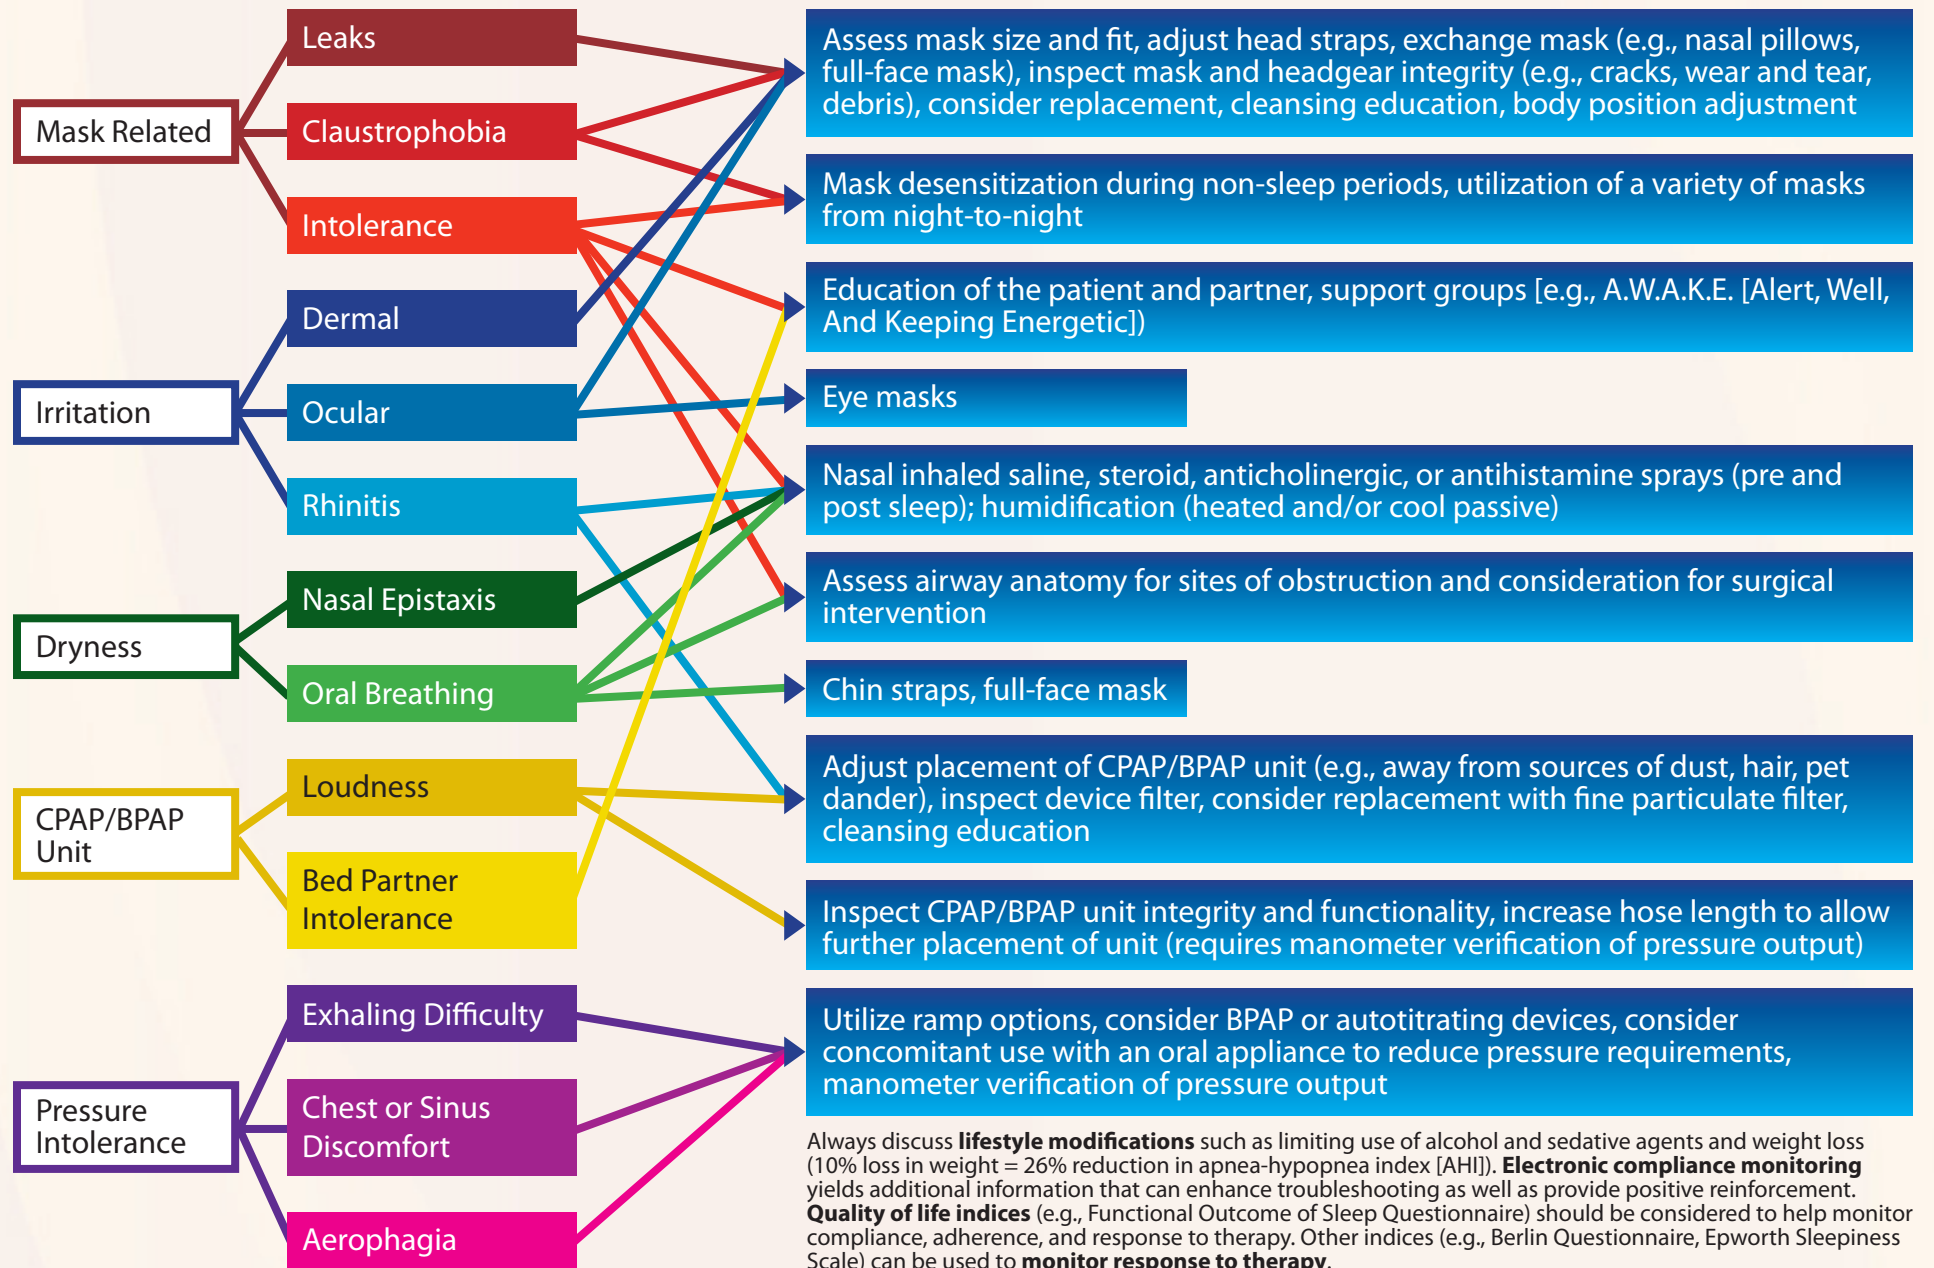 Mask Related
Leaks
Claustrophobia
Intolerance
Irritation
Dermal
Ocular
Rhinitis
Dryness
Nasal Epistaxis
Oral Breathing
CPAP/BPAP
Unit
Loudness
Bed Partner
Intolerance
Pressure
Intolerance
Exhaling Difficulty
Chest or Sinus
Discomfort
Aerophagia
Assess mask size and fit, adjust head straps, exchange mask (e.g., nasal pillows,
full-face mask), inspect mask and headgear integrity (e.g., cracks, wear and tear,
debris), consider replacement, cleansing education, body position adjustment
Mask desensitization during non-sleep periods, utilization of a variety of masks
from night-to-night
Education of the patient and partner, support groups [e.g., A.W.A.K.E. [Alert, Well,
And Keeping Energetic])
Eye masks
Nasal inhaled saline, steroid, anticholinergic, or antihistamine sprays (pre and
post sleep); humidification (heated and/or cool passive)
Assess airway anatomy for sites of obstruction and consideration for surgical
intervention
Chin straps, full-face mask
Adjust placement of CPAP/BPAP unit (e.g., away from sources of dust, hair, pet
dander), inspect device filter, consider replacement with fine particulate filter,
cleansing education
Inspect CPAP/BPAP unit integrity and functionality, increase hose length to allow
further placement of unit (requires manometer verification of pressure output)
Utilize ramp options, consider BPAP or autotitrating devices, consider
concomitant use with an oral appliance to reduce pressure requirements,
manometer verification of pressure output
Always discuss lifestyle modifications such as limiting use of alcohol and sedative agents and weight loss
(10% loss in weight = 26% reduction in apnea-hypopnea index [AHI]). Electronic compliance monitoring
yields additional information that can enhance troubleshooting as well as provide positive reinforcement.
Quality of life indices (e.g., Functional Outcome of Sleep Questionnaire) should be considered to help monitor
compliance, adherence, and response to therapy. Other indices (e.g., Berlin Questionnaire, Epworth Sleepiness
Scale) can be used to monitor response to therapy.